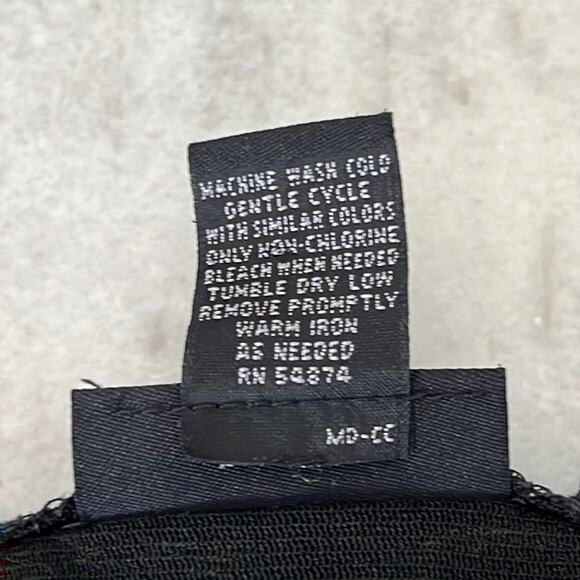 MACHINE WASH COLD
GENTLE CYCLE
WITH SIMILAR COLORS
ONLY NON-CHLORINE
BLEACH WHEN NEEDED
TUMBLE DRY LOW
REMOVE PROMPTLY
WARM IRON
AS NEEDED
RN 54874
MD-CC